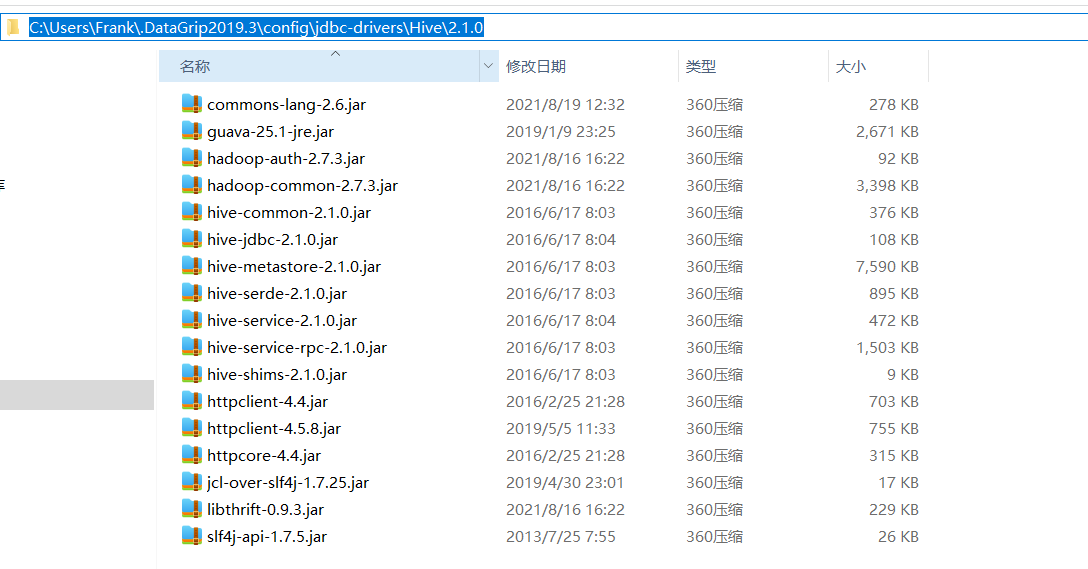 C:\Users\Frank\.DataGrip2019.3\config\jdbc-drivers\Hive\2.1.0
名称 修改日期 类型 大小
commons-lang-2.6.jar 2021/8/19 12:32 360压缩 278 KB
guava-25.1-jre.jar 2019/1/9 23:25 360压缩 2,671 KB
hadoop-auth-2.7.3.jar 2021/8/16 16:22 360压缩 92 KB
hadoop-common-2.7.3.jar 2021/8/16 16:22 360压缩 3,398 KB
hive-common-2.1.0.jar 2016/6/17 8:03 360压缩 376 KB
hive-jdbc-2.1.0.jar 2016/6/17 8:04 360压缩 108 KB
hive-metastore-2.1.0.jar 2016/6/17 8:03 360压缩 7,590 KB
hive-serde-2.1.0.jar 2016/6/17 8:03 360压缩 895 KB
hive-service-2.1.0.jar 2016/6/17 8:04 360压缩 472 KB
hive-service-rpc-2.1.0.jar 2016/6/17 8:03 360压缩 1,503 KB
hive-shims-2.1.0.jar 2016/6/17 8:03 360压缩 9 KB
httpclient-4.4.jar 2016/2/25 21:28 360压缩 703 KB
httpclient-4.5.8.jar 2019/5/5 11:33 360压缩 755 KB
httpcore-4.4.jar 2016/2/25 21:28 360压缩 315 KB
jcl-over-slf4j-1.7.25.jar 2019/4/30 23:01 360压缩 17 KB
libthrift-0.9.3.jar 2021/8/16 16:22 360压缩 229 KB
slf4j-api-1.7.5.jar 2013/7/25 7:55 360压缩 26 KB